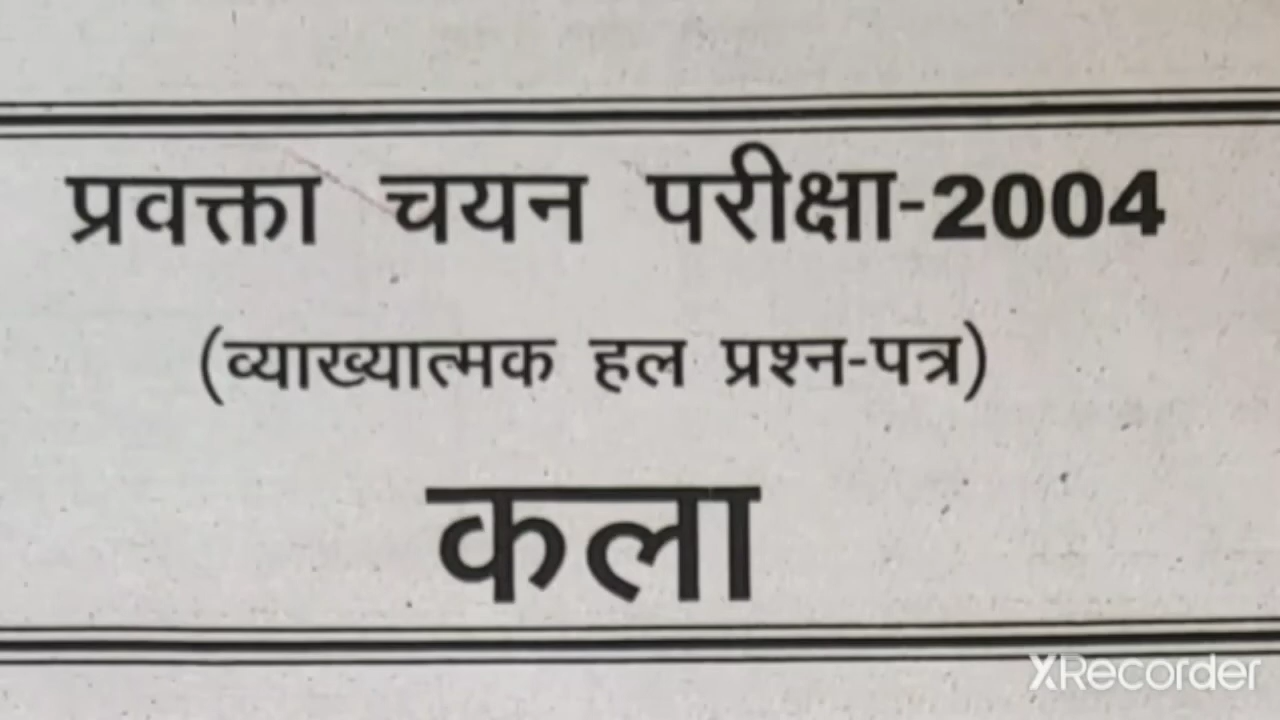 प्रवक्ता चयन परीक्षा-2004
(व्याख्यात्मक हल प्रश्न-पत्र)
कला
XRecorder